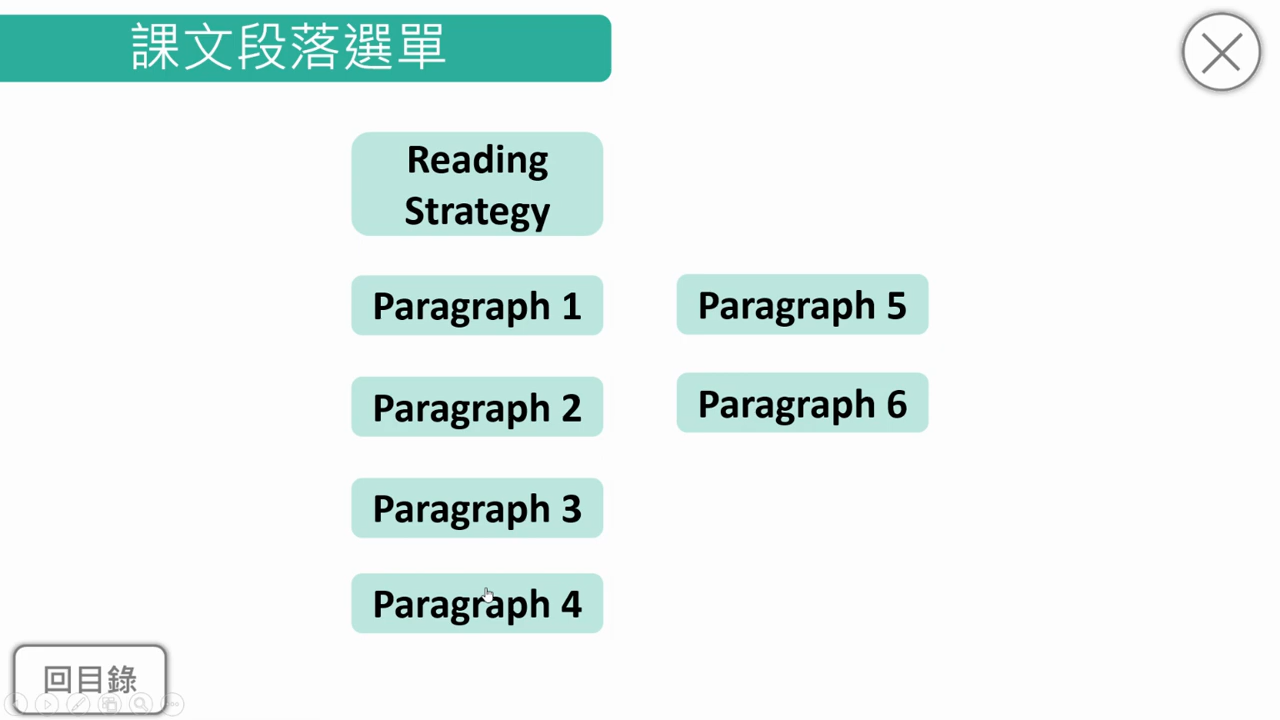 課文段落選單
Reading
Strategy
Paragraph 1
Paragraph 2
Paragraph 3
Paragraph 4
Paragraph 5
Paragraph 6
回目錄